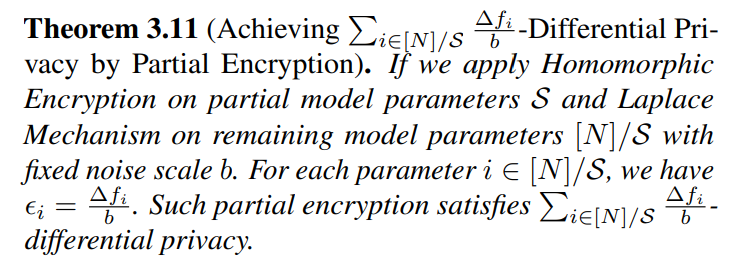 Theorem 3.11 (Achieving $\sum_{i\in[N]/\mathcal{S}} \frac{\Delta f_i}{b}$-Differential Pri-
vacy by Partial Encryption). If we apply Homomorphic
Encryption on partial model parameters $\mathcal{S}$ and Laplace
Mechanism on remaining model parameters $[N]/\mathcal{S}$ with
fixed noise scale b. For each parameter $i \in [N]/\mathcal{S}$, we have
$\epsilon_i = \frac{\Delta f_i}{b}$. Such partial encryption satisfies $\sum_{i\in[N]/\mathcal{S}} \frac{\Delta f_i}{b}$-
differential privacy.